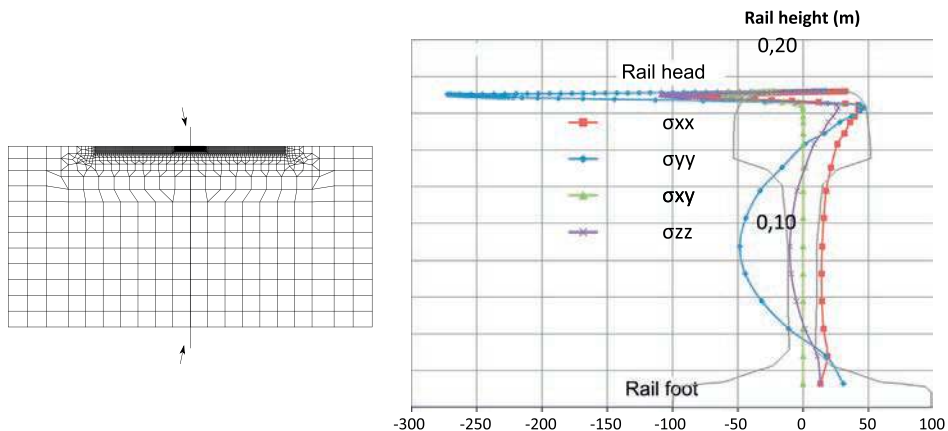 Rail height (m)
0,20
Rail head
σxx
σyy
σxy
0,10
σzz
Rail foot
-300 -250 -200 -150 -100 -50 0 50 100